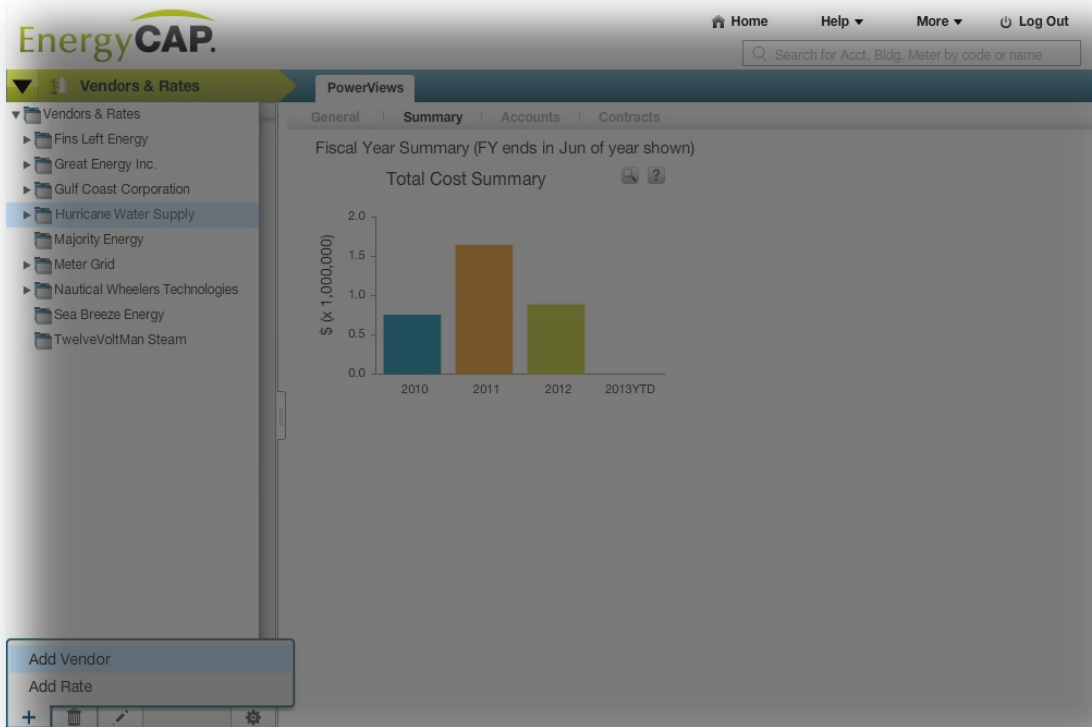 EnergyCAP.
Home Help More Log Out
Search for Acct, Bldg, Meter by code or name
Vendors & Rates
PowerViews
Vendors & Rates
Fins Left Energy
Great Energy Inc.
Gulf Coast Corporation
Hurricane Water Supply
Majority Energy
Meter Grid
Nautical Wheelers Technologies
Sea Breeze Energy
TwelveVoltMan Steam
General Summary Accounts Contracts
Fiscal Year Summary (FY ends in Jun of year shown)
Total Cost Summary
?
$ (x 1,000,000)
2.0
1.5
1.0
0.5
0.0
2010 2011 2012 2013YTD
Add Vendor
Add Rate